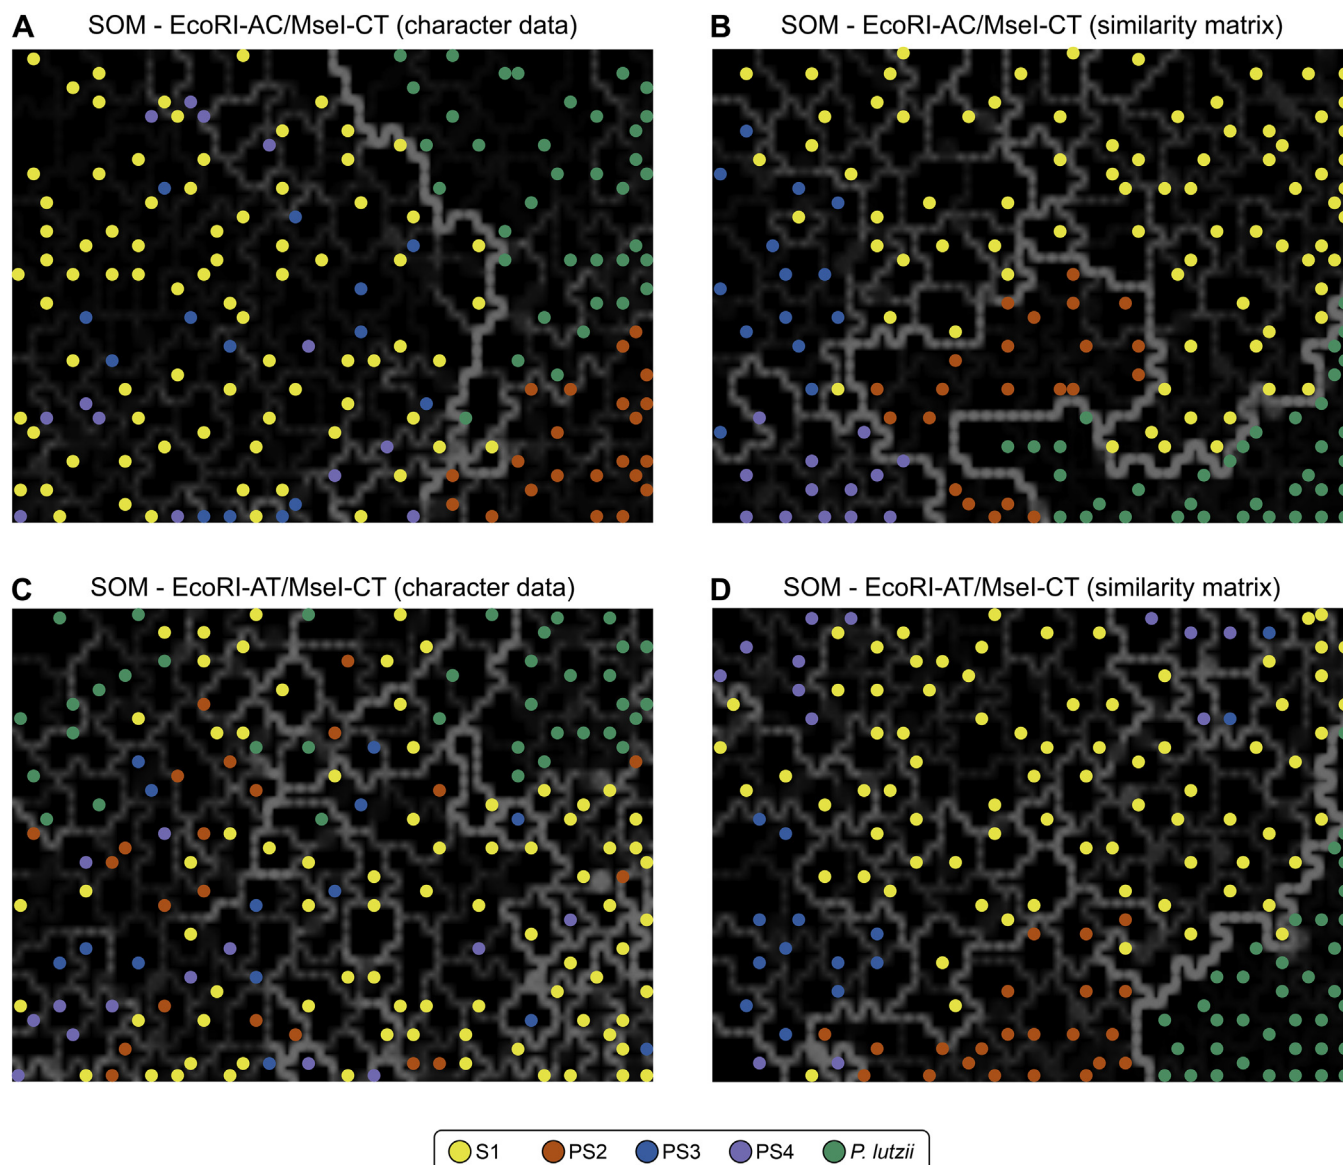 A SOM - EcoRI-AC/MseI-CT (character data)
B SOM - EcoRI-AC/MseI-CT (similarity matrix)
C SOM - EcoRI-AT/MseI-CT (character data)
D SOM - EcoRI-AT/MseI-CT (similarity matrix)
S1 PS2 PS3 PS4 P. lutzii